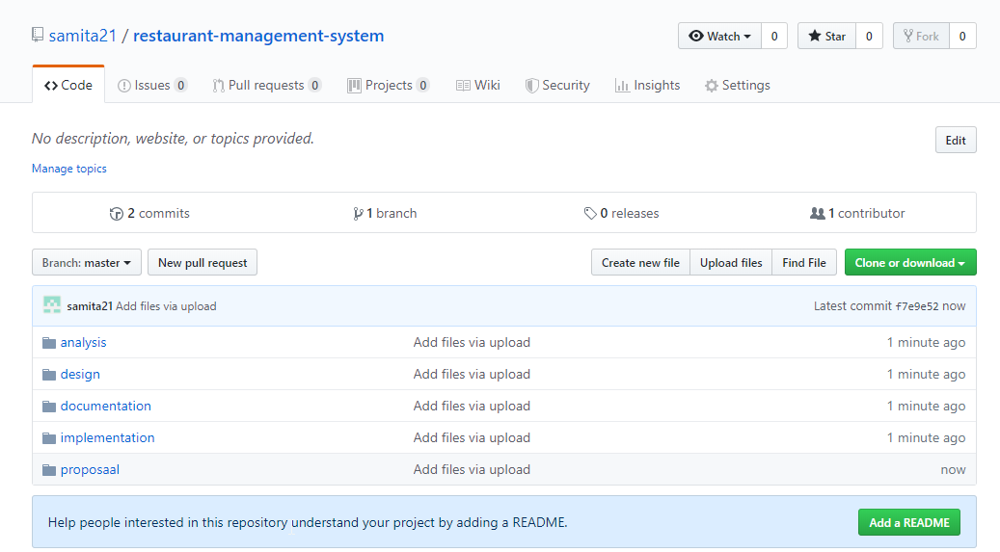 samita21 / restaurant-management-system Watch 0 Star 0 Fork 0
Code Issues 0 Pull requests 0 Projects 0 Wiki Security Insights Settings
No description, website, or topics provided. Edit
Manage topics
2 commits 1 branch 0 releases 1 contributor
Branch: master New pull request Create new file Upload files Find File Clone or download
samita21 Add files via upload Latest commit f7e9e52 now
analysis Add files via upload 1 minute ago
design Add files via upload 1 minute ago
documentation Add files via upload 1 minute ago
implementation Add files via upload 1 minute ago
proposaal Add files via upload now
Help people interested in this repository understand your project by adding a README. Add a README